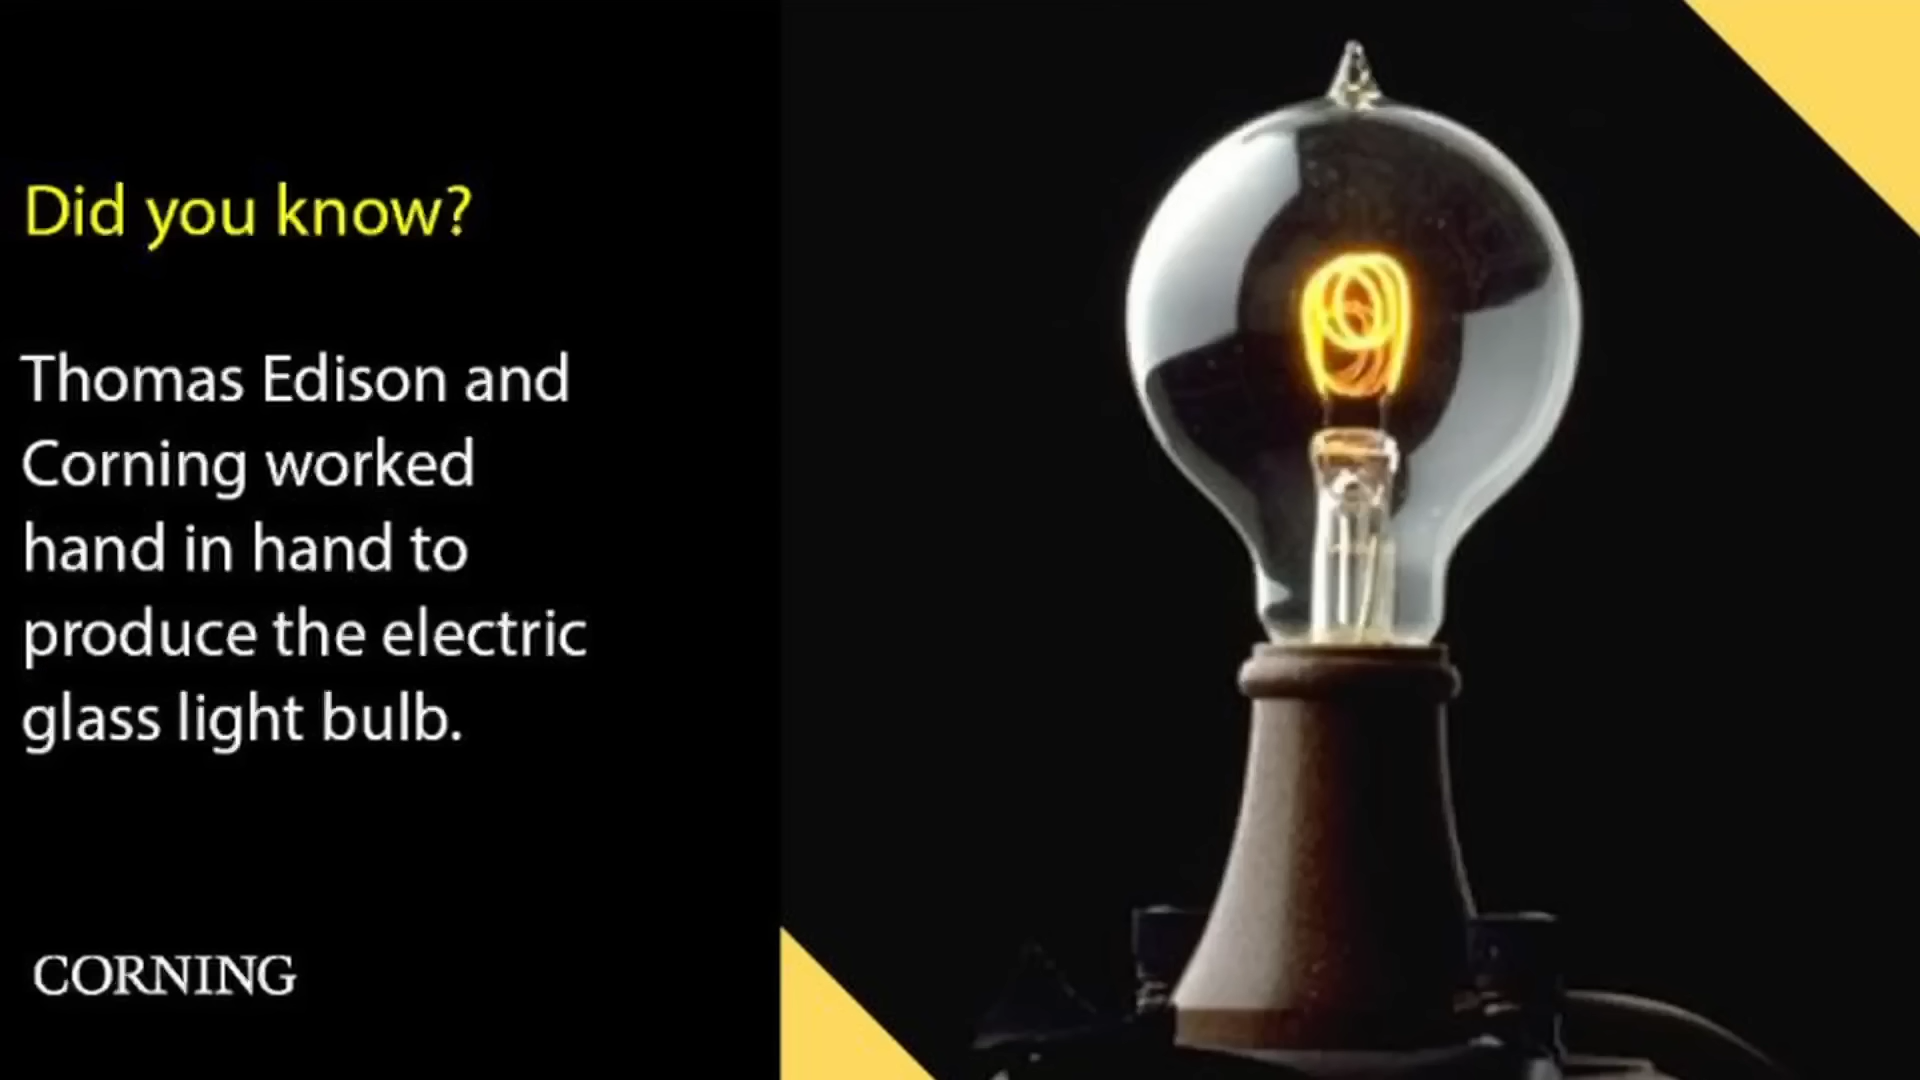 Did you know?
Thomas Edison and
Corning worked
hand in hand to
produce the electric
glass light bulb.
CORNING